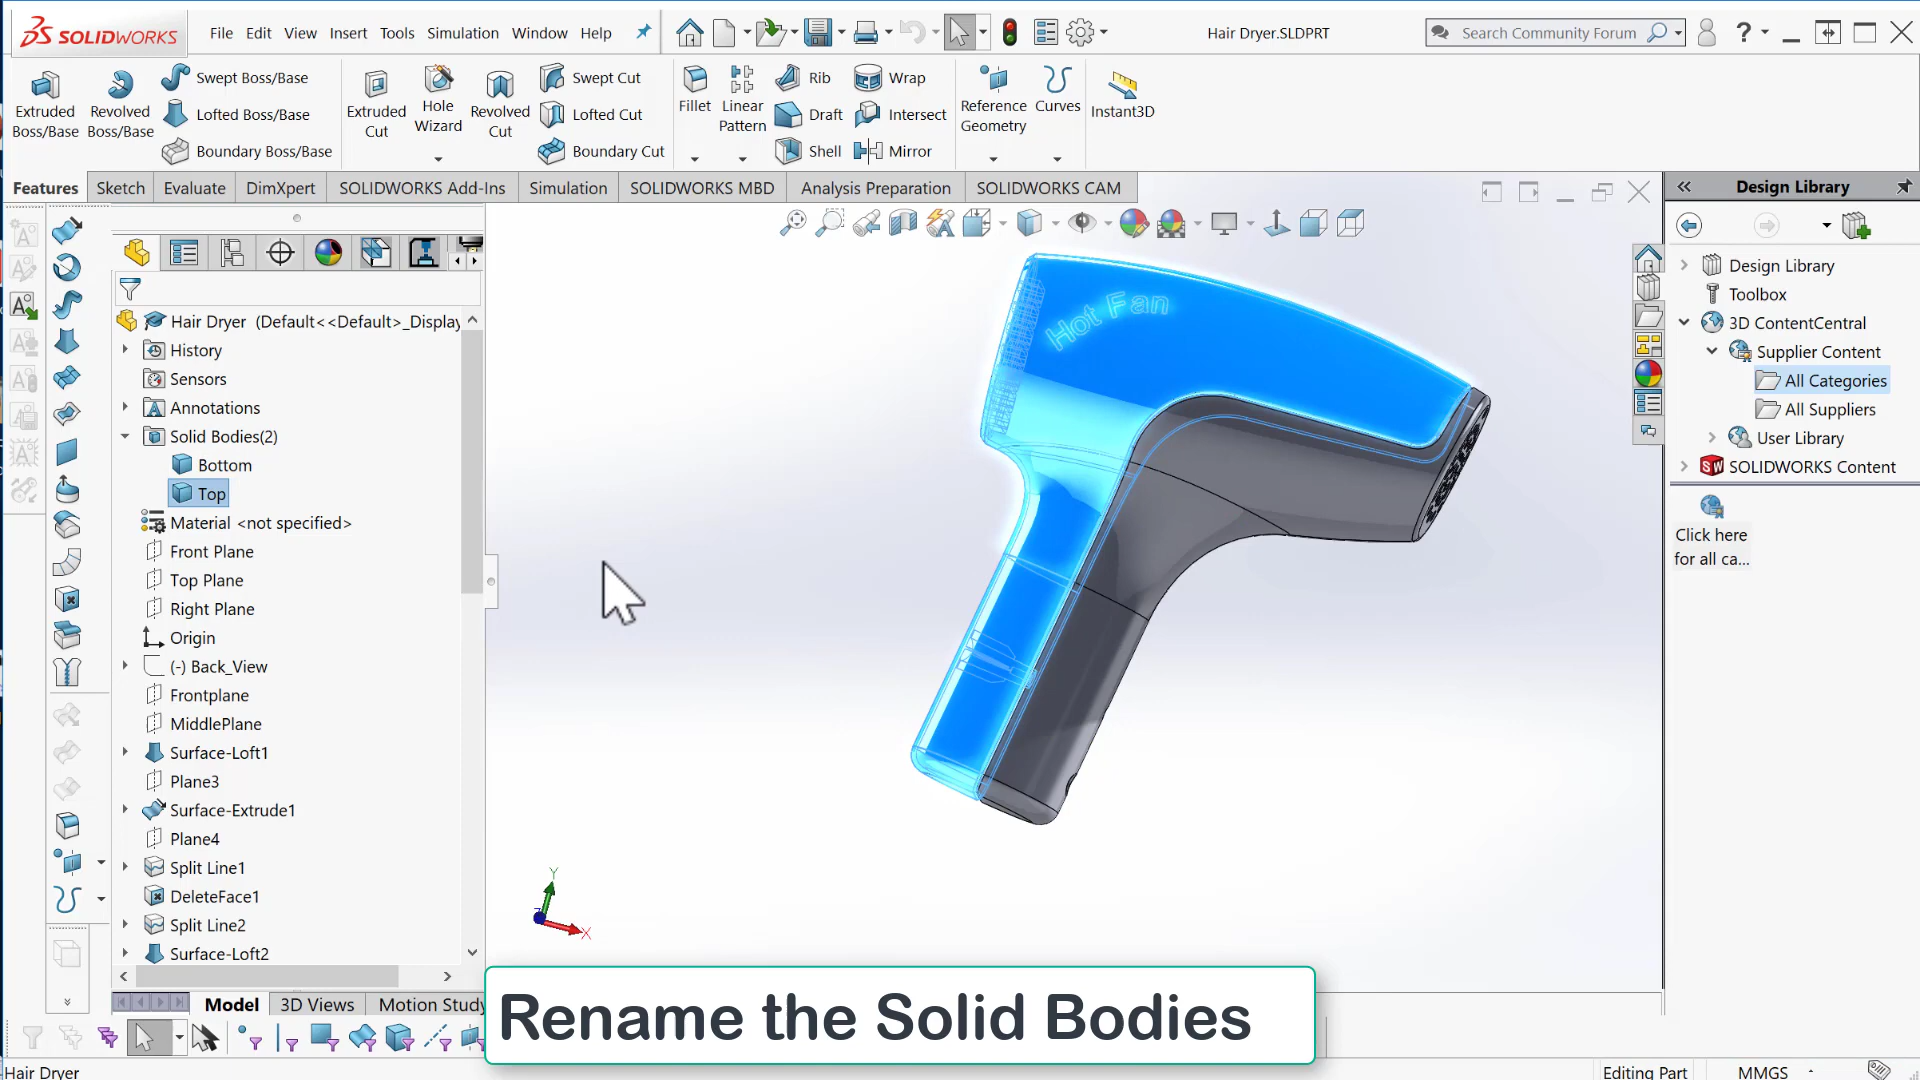 SOLIDWORKS
File Edit View Insert Tools Simulation Window Help
Hair Dryer.SLDPRT
Search Community Forum
?
Extruded Boss/Base
Revolved Boss/Base
Swept Boss/Base
Lofted Boss/Base
Boundary Boss/Base
Extruded Cut
Hole Wizard
Revolved Cut
Swept Cut
Lofted Cut
Boundary Cut
Fillet
Linear Pattern
Rib
Draft
Shell
Wrap
Intersect
Mirror
Reference Geometry
Curves
Instant3D
Features Sketch Evaluate DimXpert SOLIDWORKS Add-Ins Simulation SOLIDWORKS MBD Analysis Preparation SOLIDWORKS CAM
Hair Dryer (Default<<Default>_Display
History
Sensors
Annotations
Solid Bodies(2)
Bottom
Top
Material <not specified>
Front Plane
Top Plane
Right Plane
Origin
(-) Back_View
Frontplane
MiddlePlane
Surface-Loft1
Plane3
Surface-Extrude1
Plane4
Split Line1
DeleteFace1
Split Line2
Surface-Loft2
Model 3D Views Motion Study
Hot Fan
Y
X
Z
Design Library
Design Library
Toolbox
3D ContentCentral
Supplier Content
All Categories
All Suppliers
User Library
SOLIDWORKS Content
Click here
for all ca...
Rename the Solid Bodies
Hair Dryer
Editing Part
MMGS